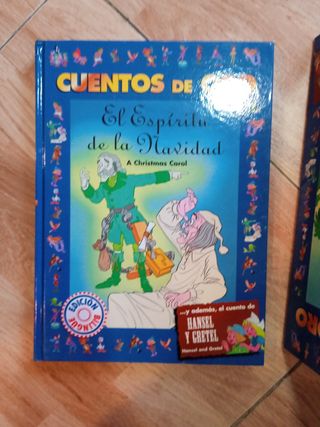 CUENTOS DE
El Espíritu
de la Navidad
A Christmas Carol
EDICIÓN
BILINGÜE
...y además, el cuento de
HANSEL
Y GRETEL
Hansel and Gretel